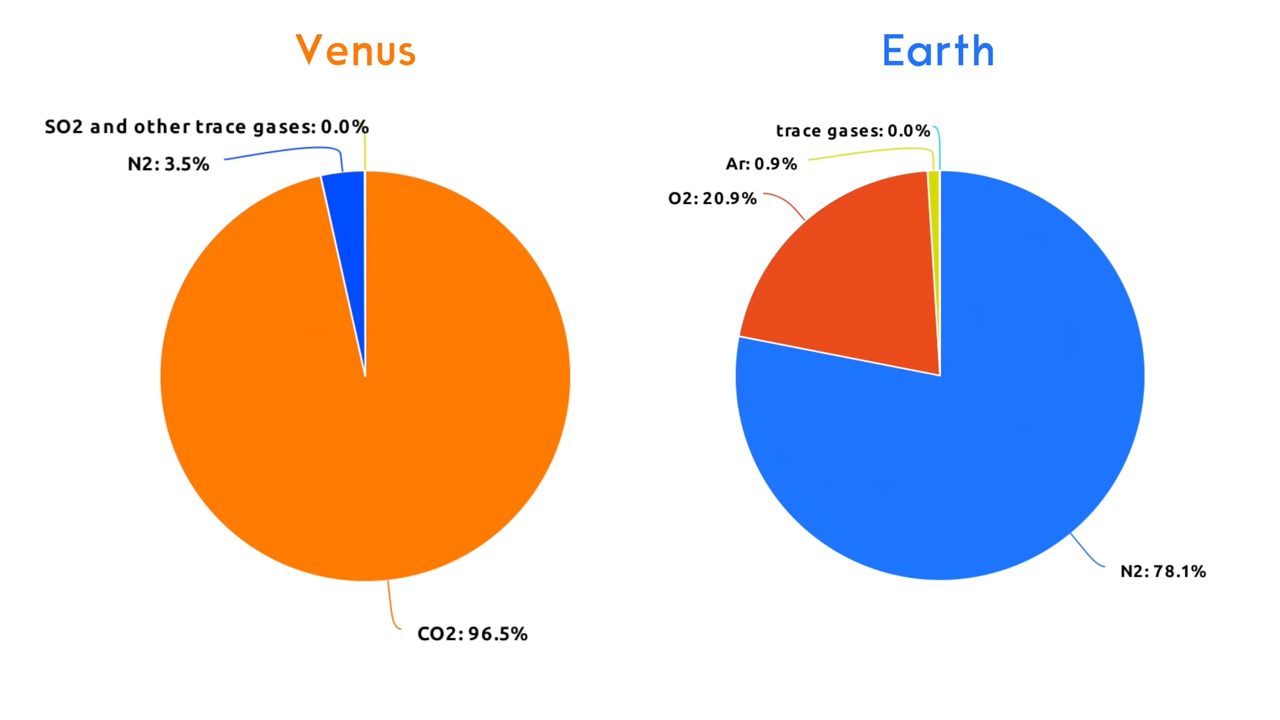 Venus
SO2 and other trace gases: 0.0%
N2: 3.5%
CO2: 96.5%
Earth
trace gases: 0.0%
Ar: 0.9%
O2: 20.9%
N2: 78.1%